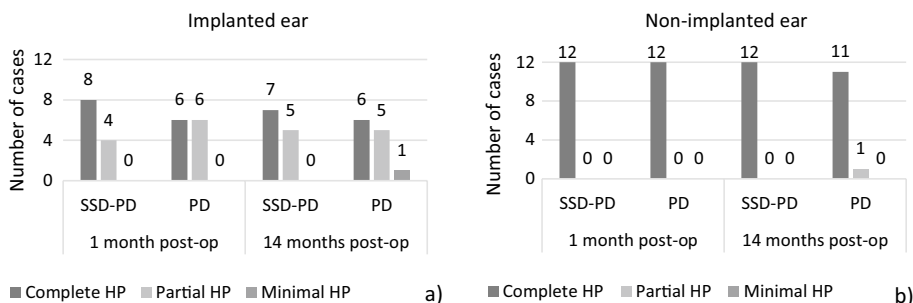 Implanted ear
Number of cases
12
8
4
0
8
4
0
6 6
0
7
5
0
6
5
1
SSD-PD PD SSD-PD PD
1 month post-op 14 months post-op
Complete HP Partial HP Minimal HP a)
Non-implanted ear
Number of cases
12
8
4
0
12
0 0
12
0 0
12
0 0
11
1
0
SSD-PD PD SSD-PD PD
1 month post-op 14 months post-op
Complete HP Partial HP Minimal HP b)